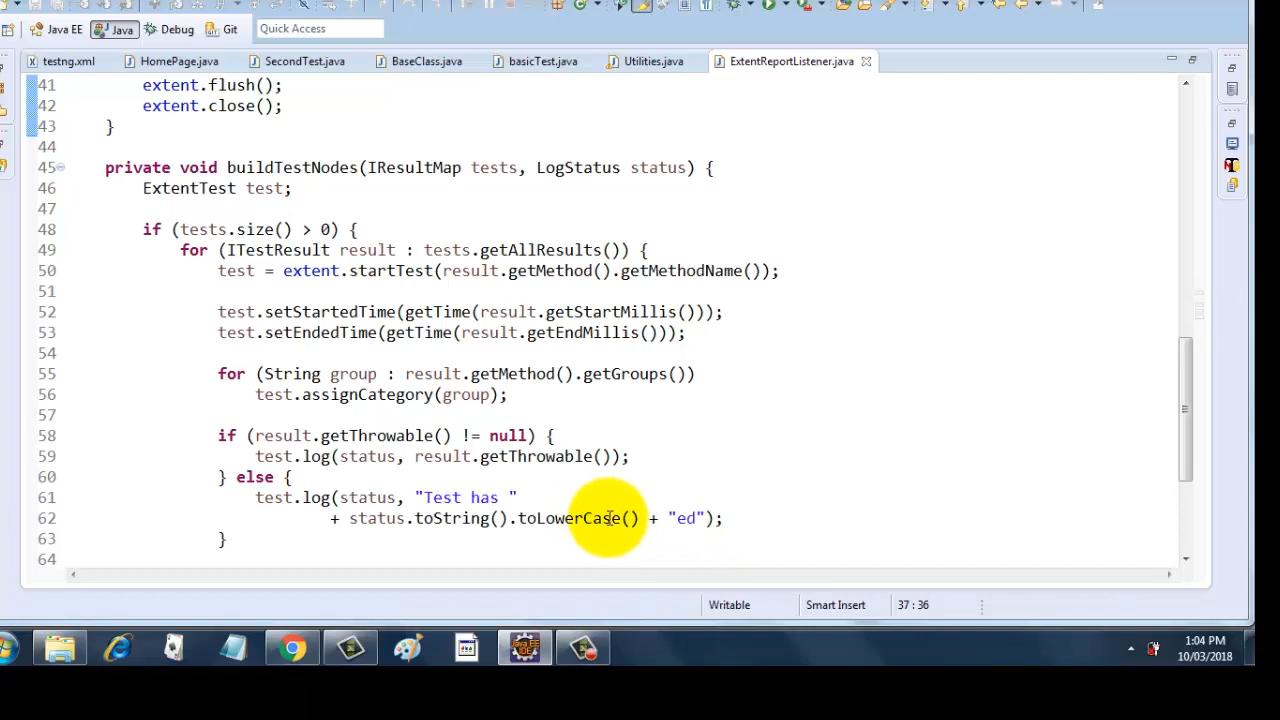 Java EE Java Debug Git Quick Access
testng.xml HomePage.java SecondTest.java BaseClass.java basicTest.java Utilities.java ExtentReportListener.java
41 extent.flush();
42 extent.close();
43 }
44
45 private void buildTestNodes(IResultMap tests, LogStatus status) {
46 ExtentTest test;
47
48 if (tests.size() > 0) {
49 for (ITestResult result : tests.getAllResults()) {
50 test = extent.startTest(result.getMethod().getMethodName());
51
52 test.setStartedTime(getTime(result.getStartMillis()));
53 test.setEndedTime(getTime(result.getEndMillis()));
54
55 for (String group : result.getMethod().getGroups())
56 test.assignCategory(group);
57
58 if (result.getThrowable() != null) {
59 test.log(status, result.getThrowable());
60 } else {
61 test.log(status, "Test has "
62 + status.toString().toLowerCase() + "ed");
63 }
64
Writable Smart Insert 37 : 36
Java EE
IDE
1:04 PM
10/03/2018